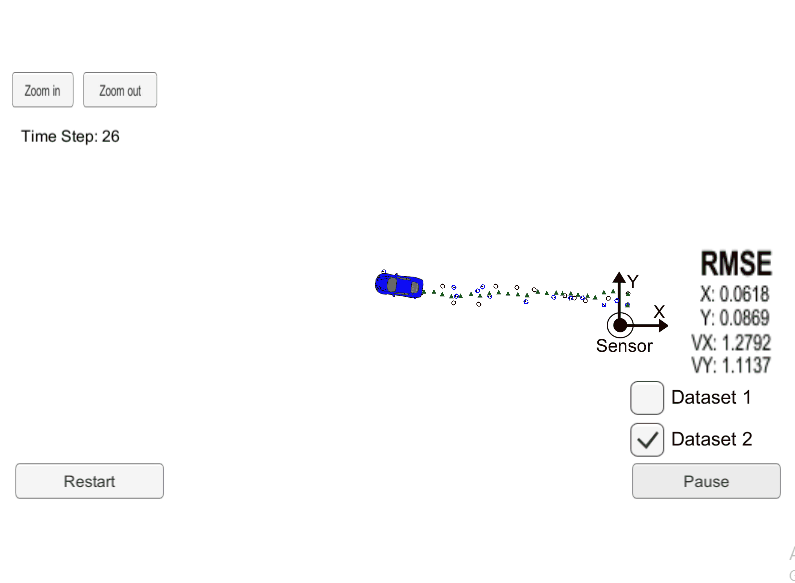 Zoom in
Zoom out
Time Step: 26
Y
X
Sensor
RMSE
X: 0.0618
Y: 0.0869
VX: 1.2792
VY: 1.1137
Dataset 1
Dataset 2
Restart
Pause